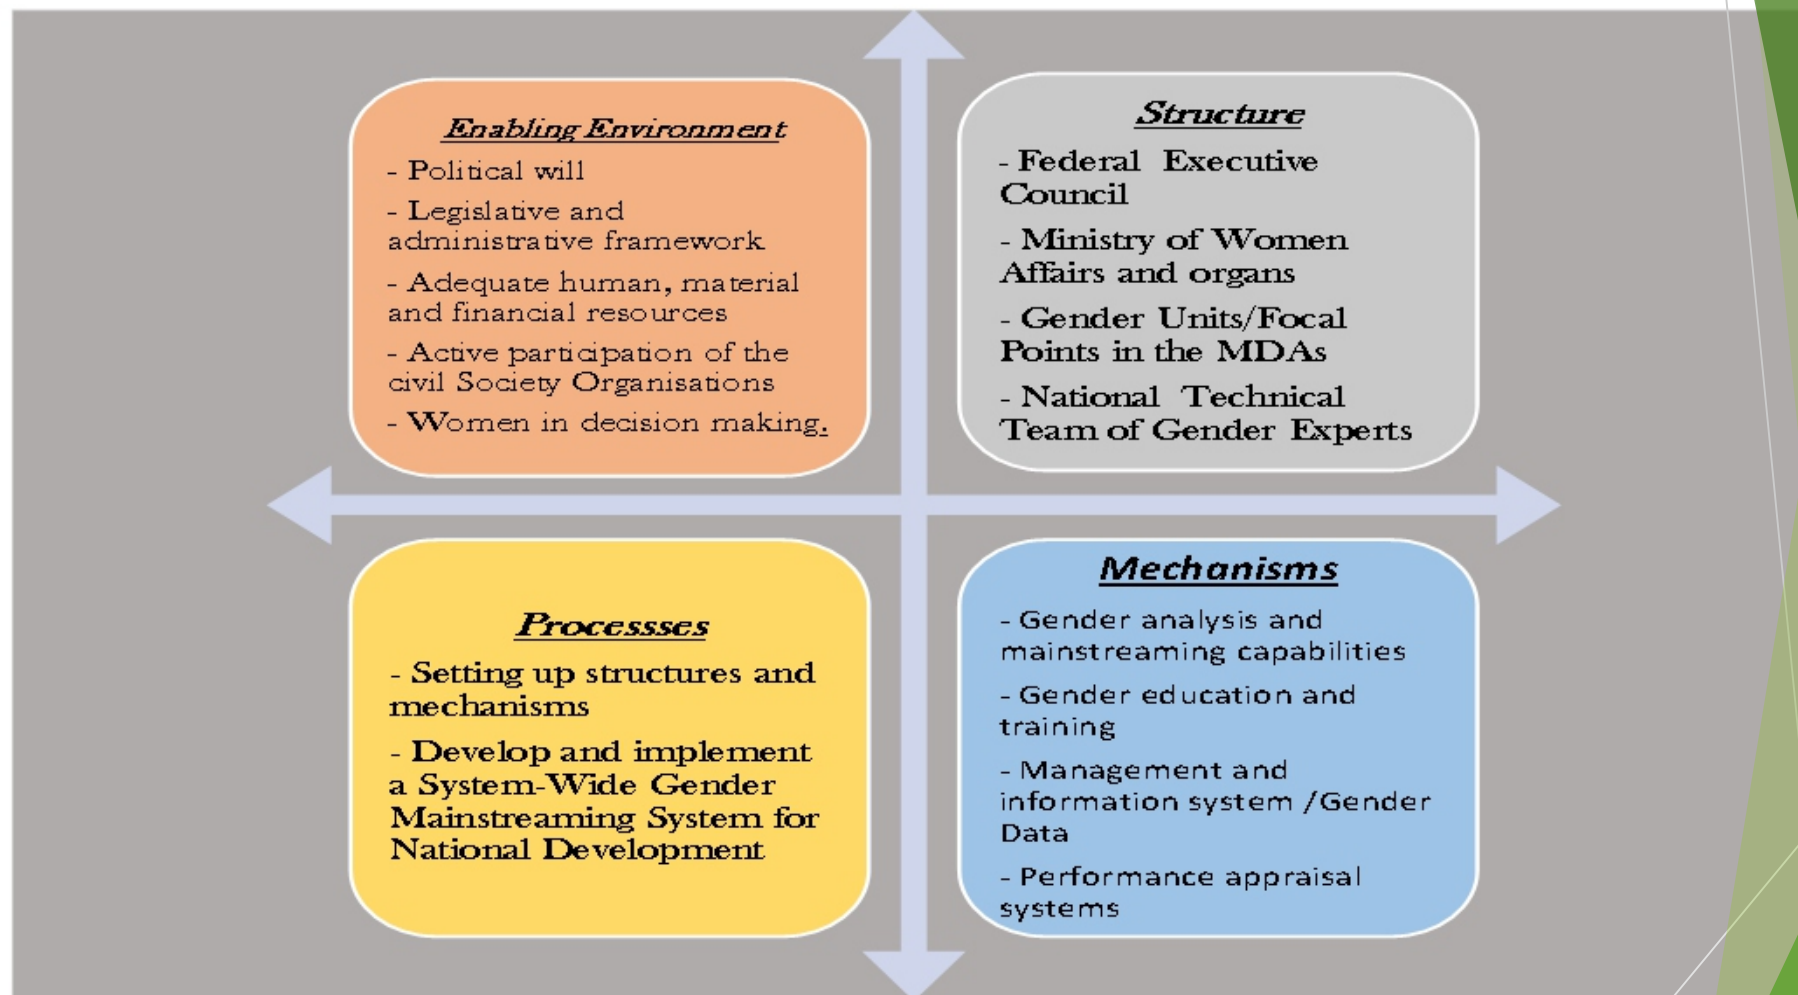 Enabling Environment
- Political will
- Legislative and
administrative framework
- Adequate human, material
and financial resources
- Active participation of the
civil Society Organisations
- Women in decision making.
Structure
- Federal Executive
Council
- Ministry of Women
Affairs and organs
- Gender Units/Focal
Points in the MDAs
- National Technical
Team of Gender Experts
Processses
- Setting up structures and
mechanisms
- Develop and implement
a System-Wide Gender
Mainstreaming System for
National Development
Mechanisms
- Gender analysis and
mainstreaming capabilities
- Gender education and
training
- Management and
information system /Gender
Data
- Performance appraisal
systems